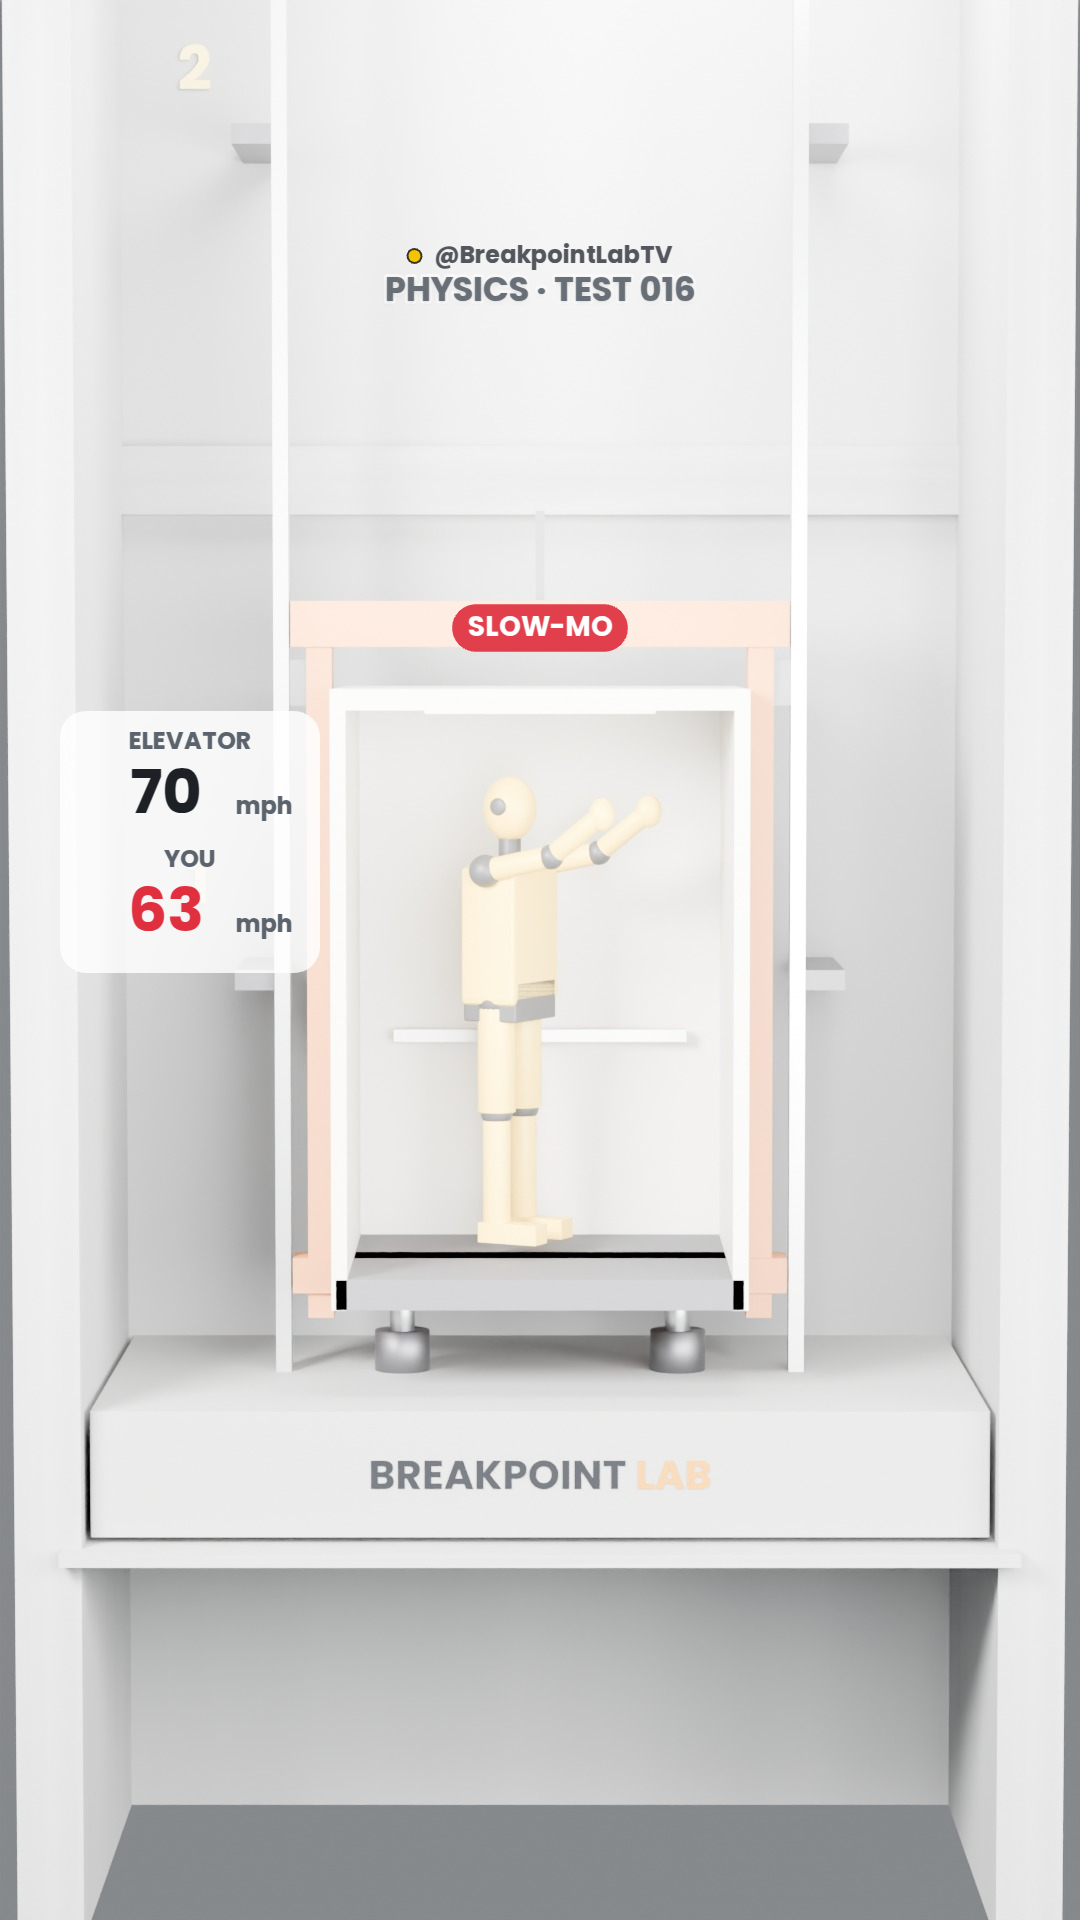 2
@BreakpointLabTV
PHYSICS · TEST 016
SLOW-MO
ELEVATOR
70 mph
YOU
63 mph
BREAKPOINT LAB